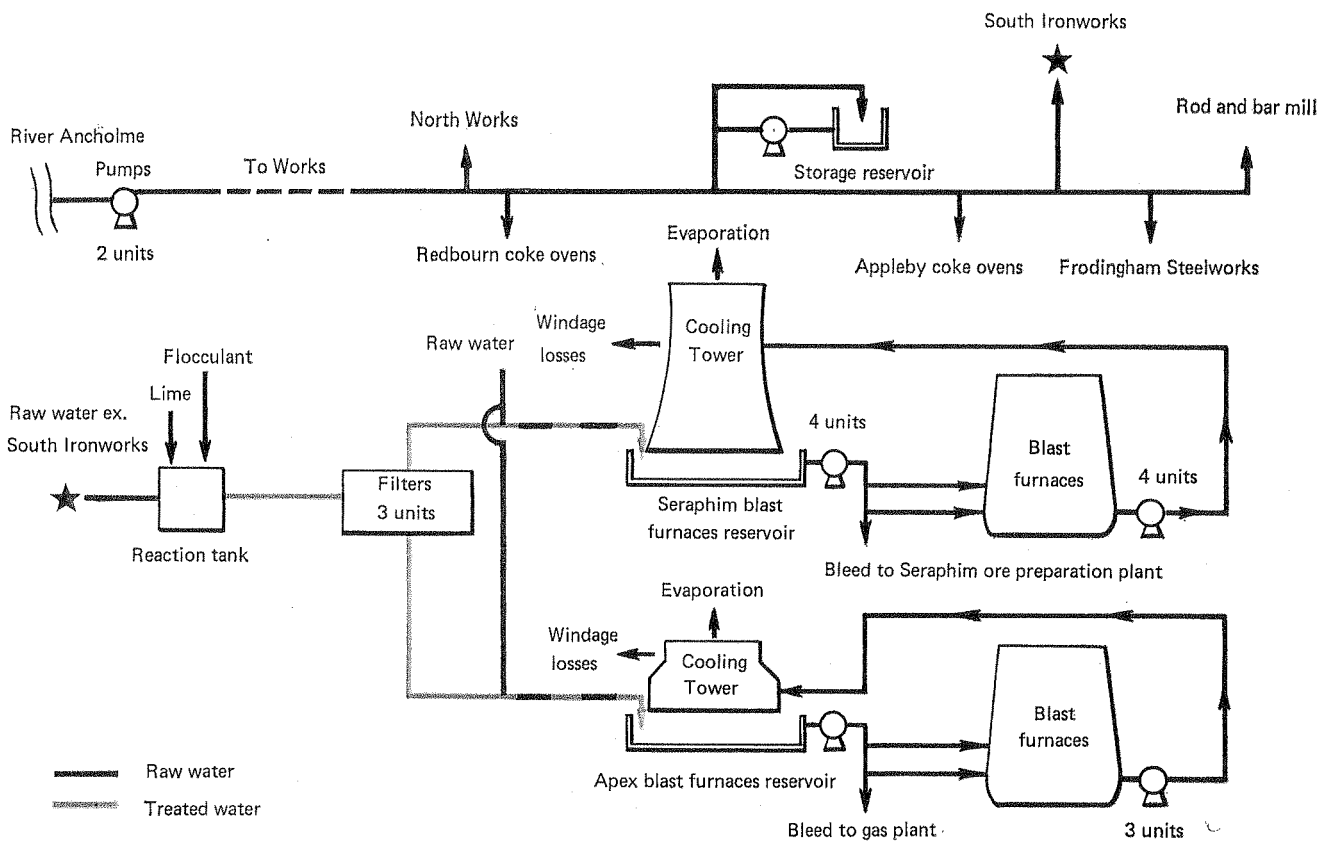 South Ironworks
Rod and bar mill
North Works
River Ancholme
Pumps
To Works
Storage reservoir
2 units
Redbourn coke ovens
Evaporation
Appleby coke ovens
Frodingham Steelworks
Flocculant
Lime
Raw water ex.
South Ironworks
Reaction tank
Filters
3 units
Raw water
Windage
losses
Cooling
Tower
4 units
Seraphim blast
furnaces reservoir
Blast
furnaces
4 units
Bleed to Seraphim ore preparation plant
Evaporation
Windage
losses
Cooling
Tower
Apex blast furnaces reservoir
Blast
furnaces
Bleed to gas plant
3 units
Raw water
Treated water